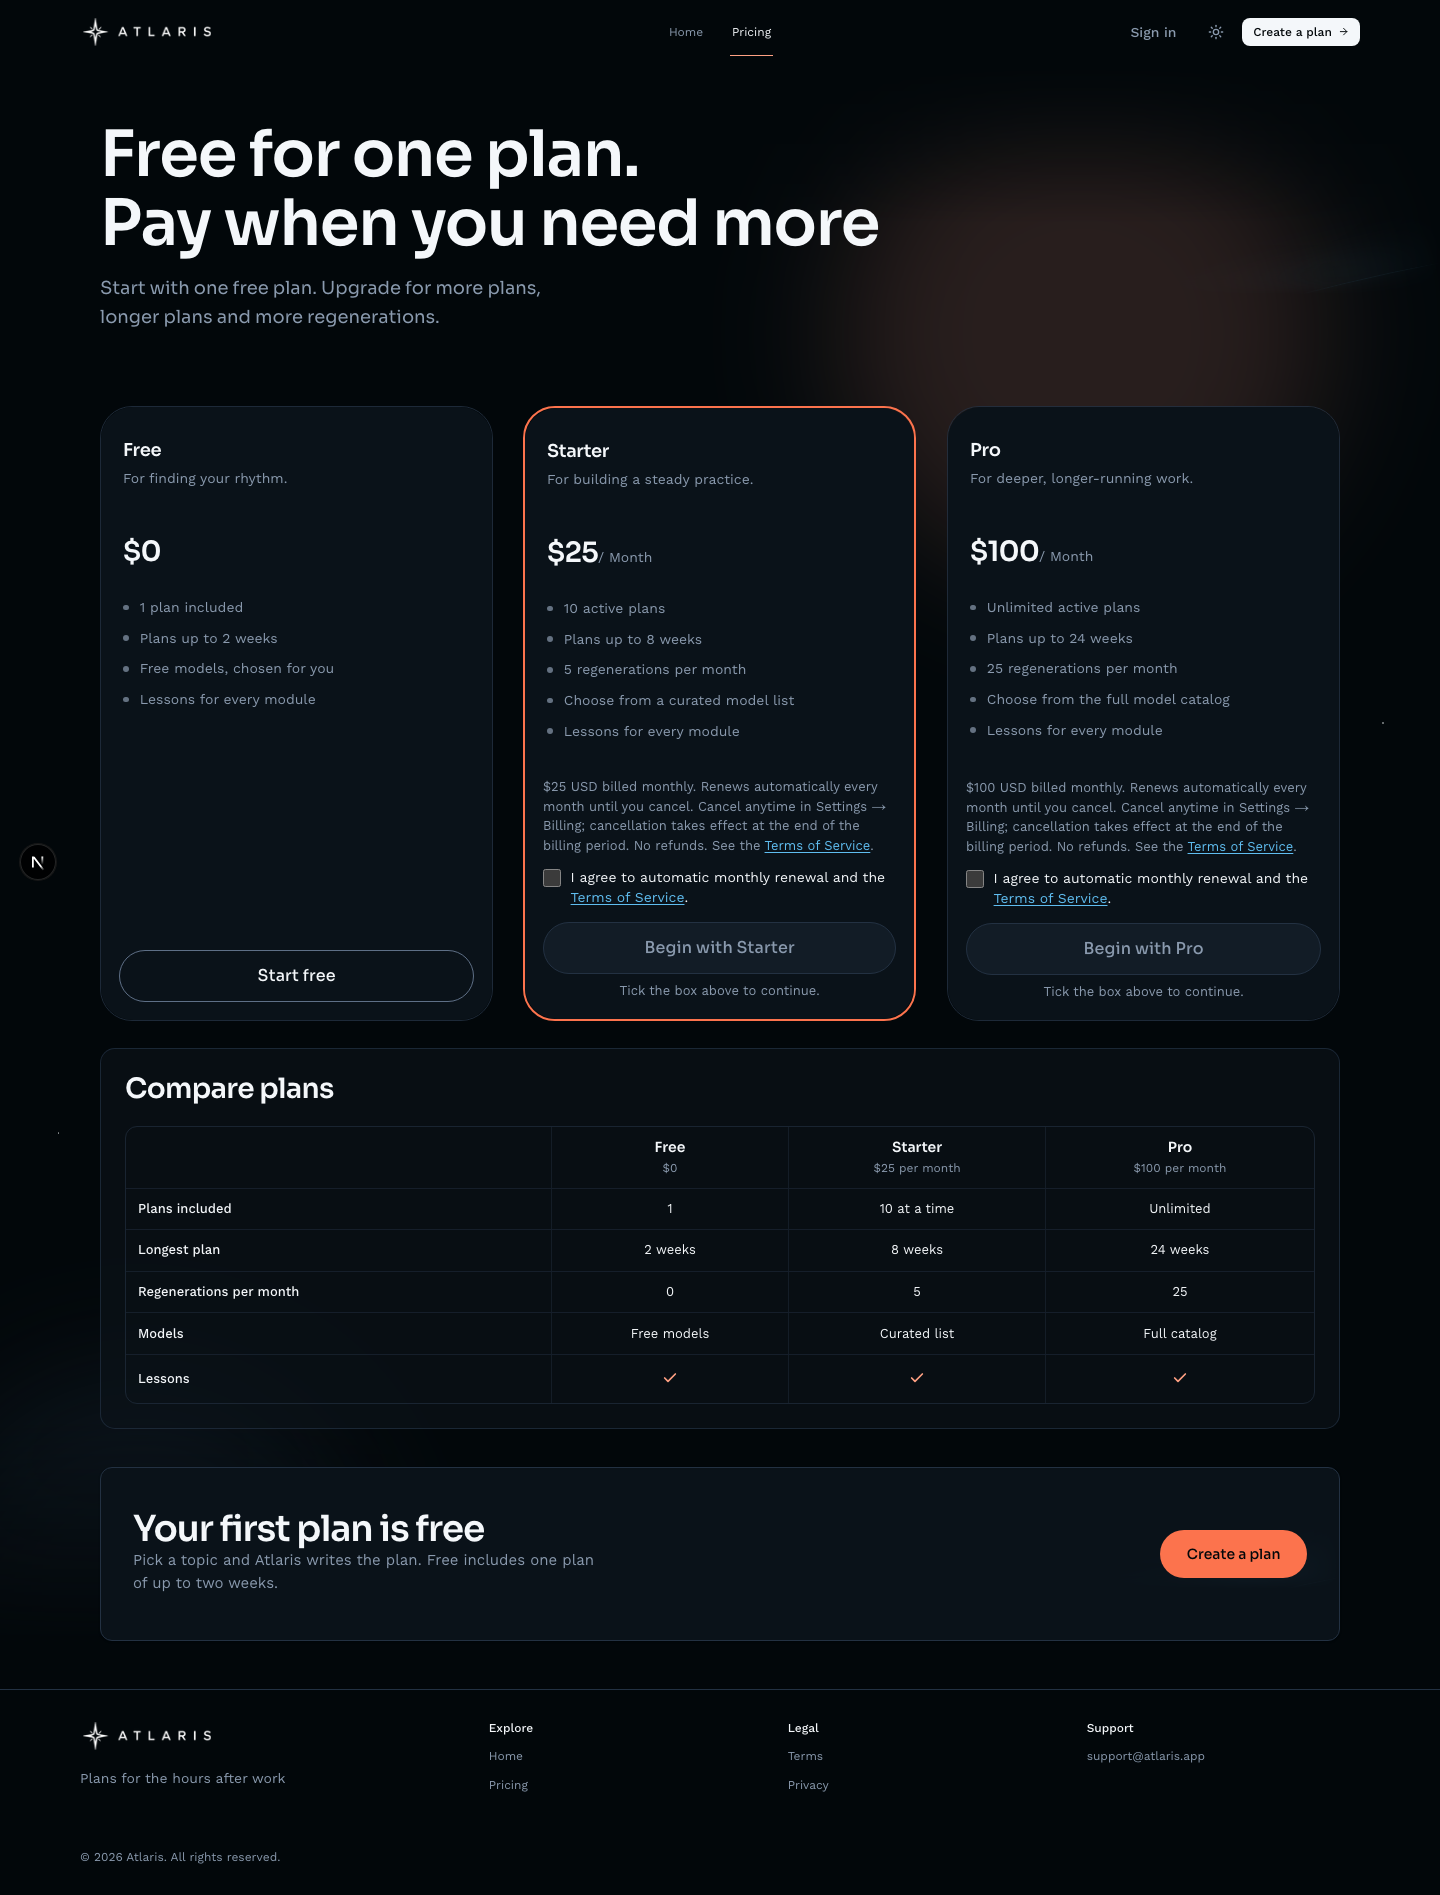 ATLARIS
Home
Pricing
Sign in
Create a plan →
Free for one plan.
Pay when you need more
Start with one free plan. Upgrade for more plans,
longer plans and more regenerations.
Free
For finding your rhythm.
$0
1 plan included
Plans up to 2 weeks
Free models, chosen for you
Lessons for every module
Start free
Starter
For building a steady practice.
$25/ Month
10 active plans
Plans up to 8 weeks
5 regenerations per month
Choose from a curated model list
Lessons for every module
$25 USD billed monthly. Renews automatically every
month until you cancel. Cancel anytime in Settings →
Billing; cancellation takes effect at the end of the
billing period. No refunds. See the Terms of Service.
I agree to automatic monthly renewal and the
Terms of Service.
Begin with Starter
Tick the box above to continue.
Pro
For deeper, longer-running work.
$100/ Month
Unlimited active plans
Plans up to 24 weeks
25 regenerations per month
Choose from the full model catalog
Lessons for every module
$100 USD billed monthly. Renews automatically every
month until you cancel. Cancel anytime in Settings →
Billing; cancellation takes effect at the end of the
billing period. No refunds. See the Terms of Service.
I agree to automatic monthly renewal and the
Terms of Service.
Begin with Pro
Tick the box above to continue.
N
Compare plans
Free Starter Pro
$0 $25 per month $100 per month
Plans included 1 10 at a time Unlimited
Longest plan 2 weeks 8 weeks 24 weeks
Regenerations per month 0 5 25
Models Free models Curated list Full catalog
Lessons
Your first plan is free
Pick a topic and Atlaris writes the plan. Free includes one plan
of up to two weeks.
Create a plan
ATLARIS
Plans for the hours after work
Explore
Home
Pricing
Legal
Terms
Privacy
Support
support@atlaris.app
© 2026 Atlaris. All rights reserved.